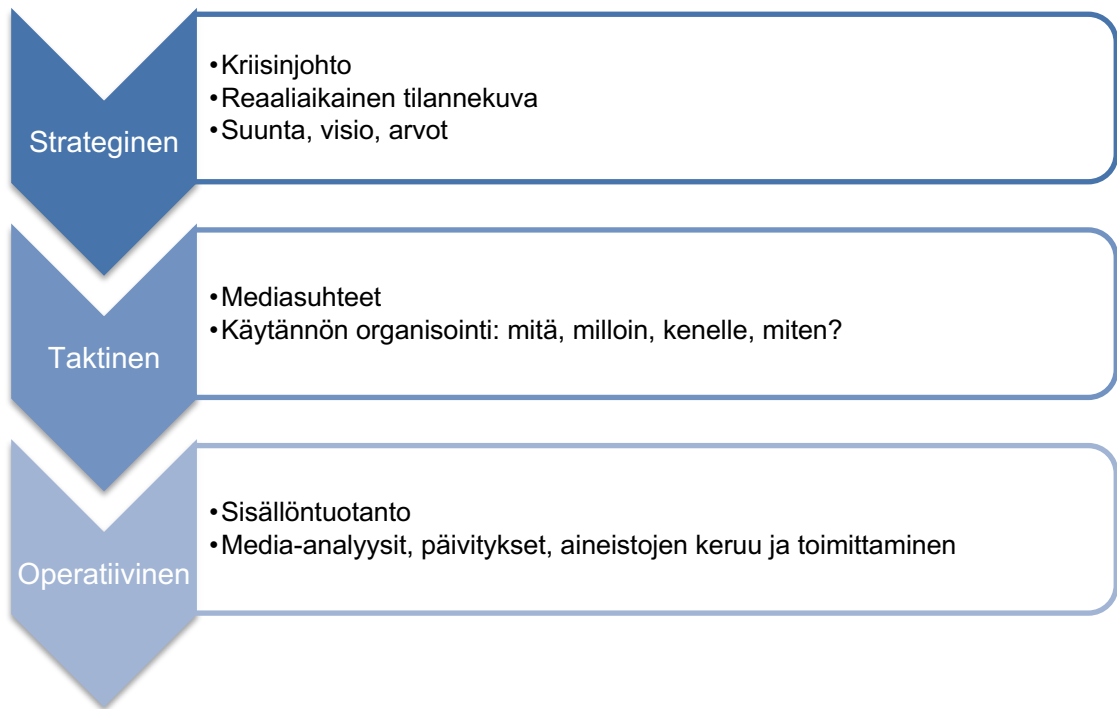 Strateginen
•Kriisinjohto
•Reaaliaikainen tilannekuva
•Suunta, visio, arvot
Taktinen
•Mediasuhteet
•Käytännön organisointi: mitä, milloin, kenelle, miten?
Operatiivinen
•Sisällöntuotanto
•Media-analyysit, päivitykset, aineistojen keruu ja toimittaminen